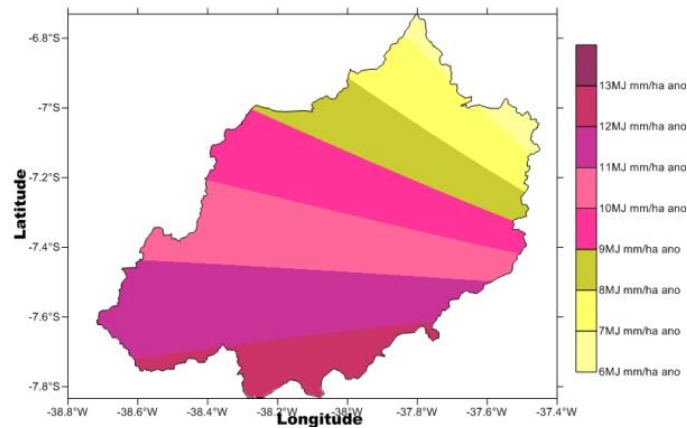 -6.8°S
-7°S
-7.2°S
-7.4°S
-7.6°S
-7.8°S
Latitude
-38.8°W -38.6°W -38.4°W -38.2°W -38°W -37.8°W -37.6°W -37.4°W
Longitude
13MJ mm/ha ano
12MJ mm/ha ano
11MJ mm/ha ano
10MJ mm/ha ano
9MJ mm/ha ano
8MJ mm/ha ano
7MJ mm/ha ano
6MJ mm/ha ano